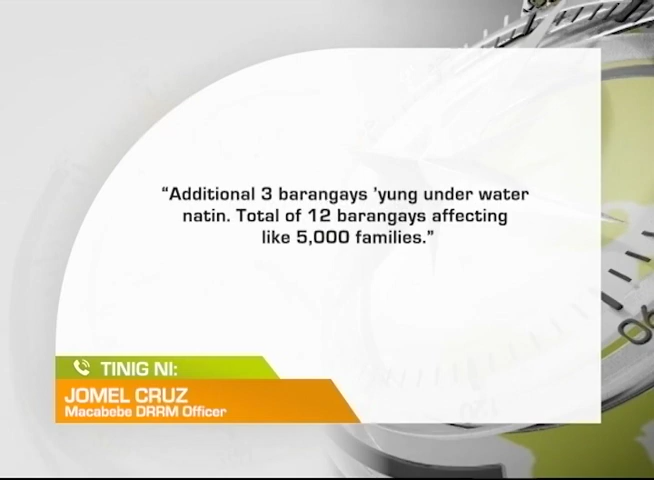 “Additional 3 barangays ’yung under water
natin. Total of 12 barangays affecting
like 5,000 families.”
TINIG NI:
JOMEL CRUZ
Macabebe DRRM Officer